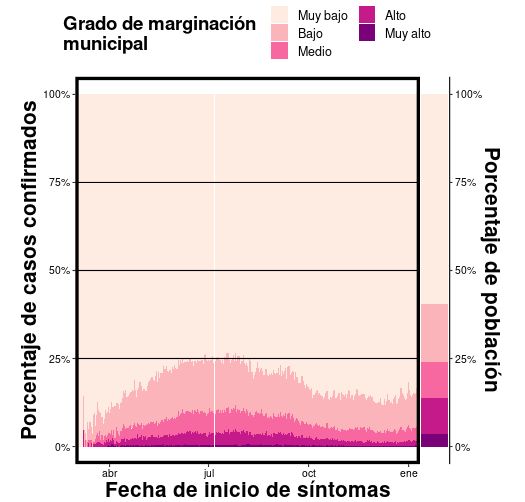 Grado de marginación
municipal
Muy bajo
Bajo
Medio
Alto
Muy alto
Porcentaje de casos confirmados
100%
75%
50%
25%
0%
100%
75%
50%
25%
0%
Porcentaje de población
abr
jul
oct
ene
Fecha de inicio de síntomas